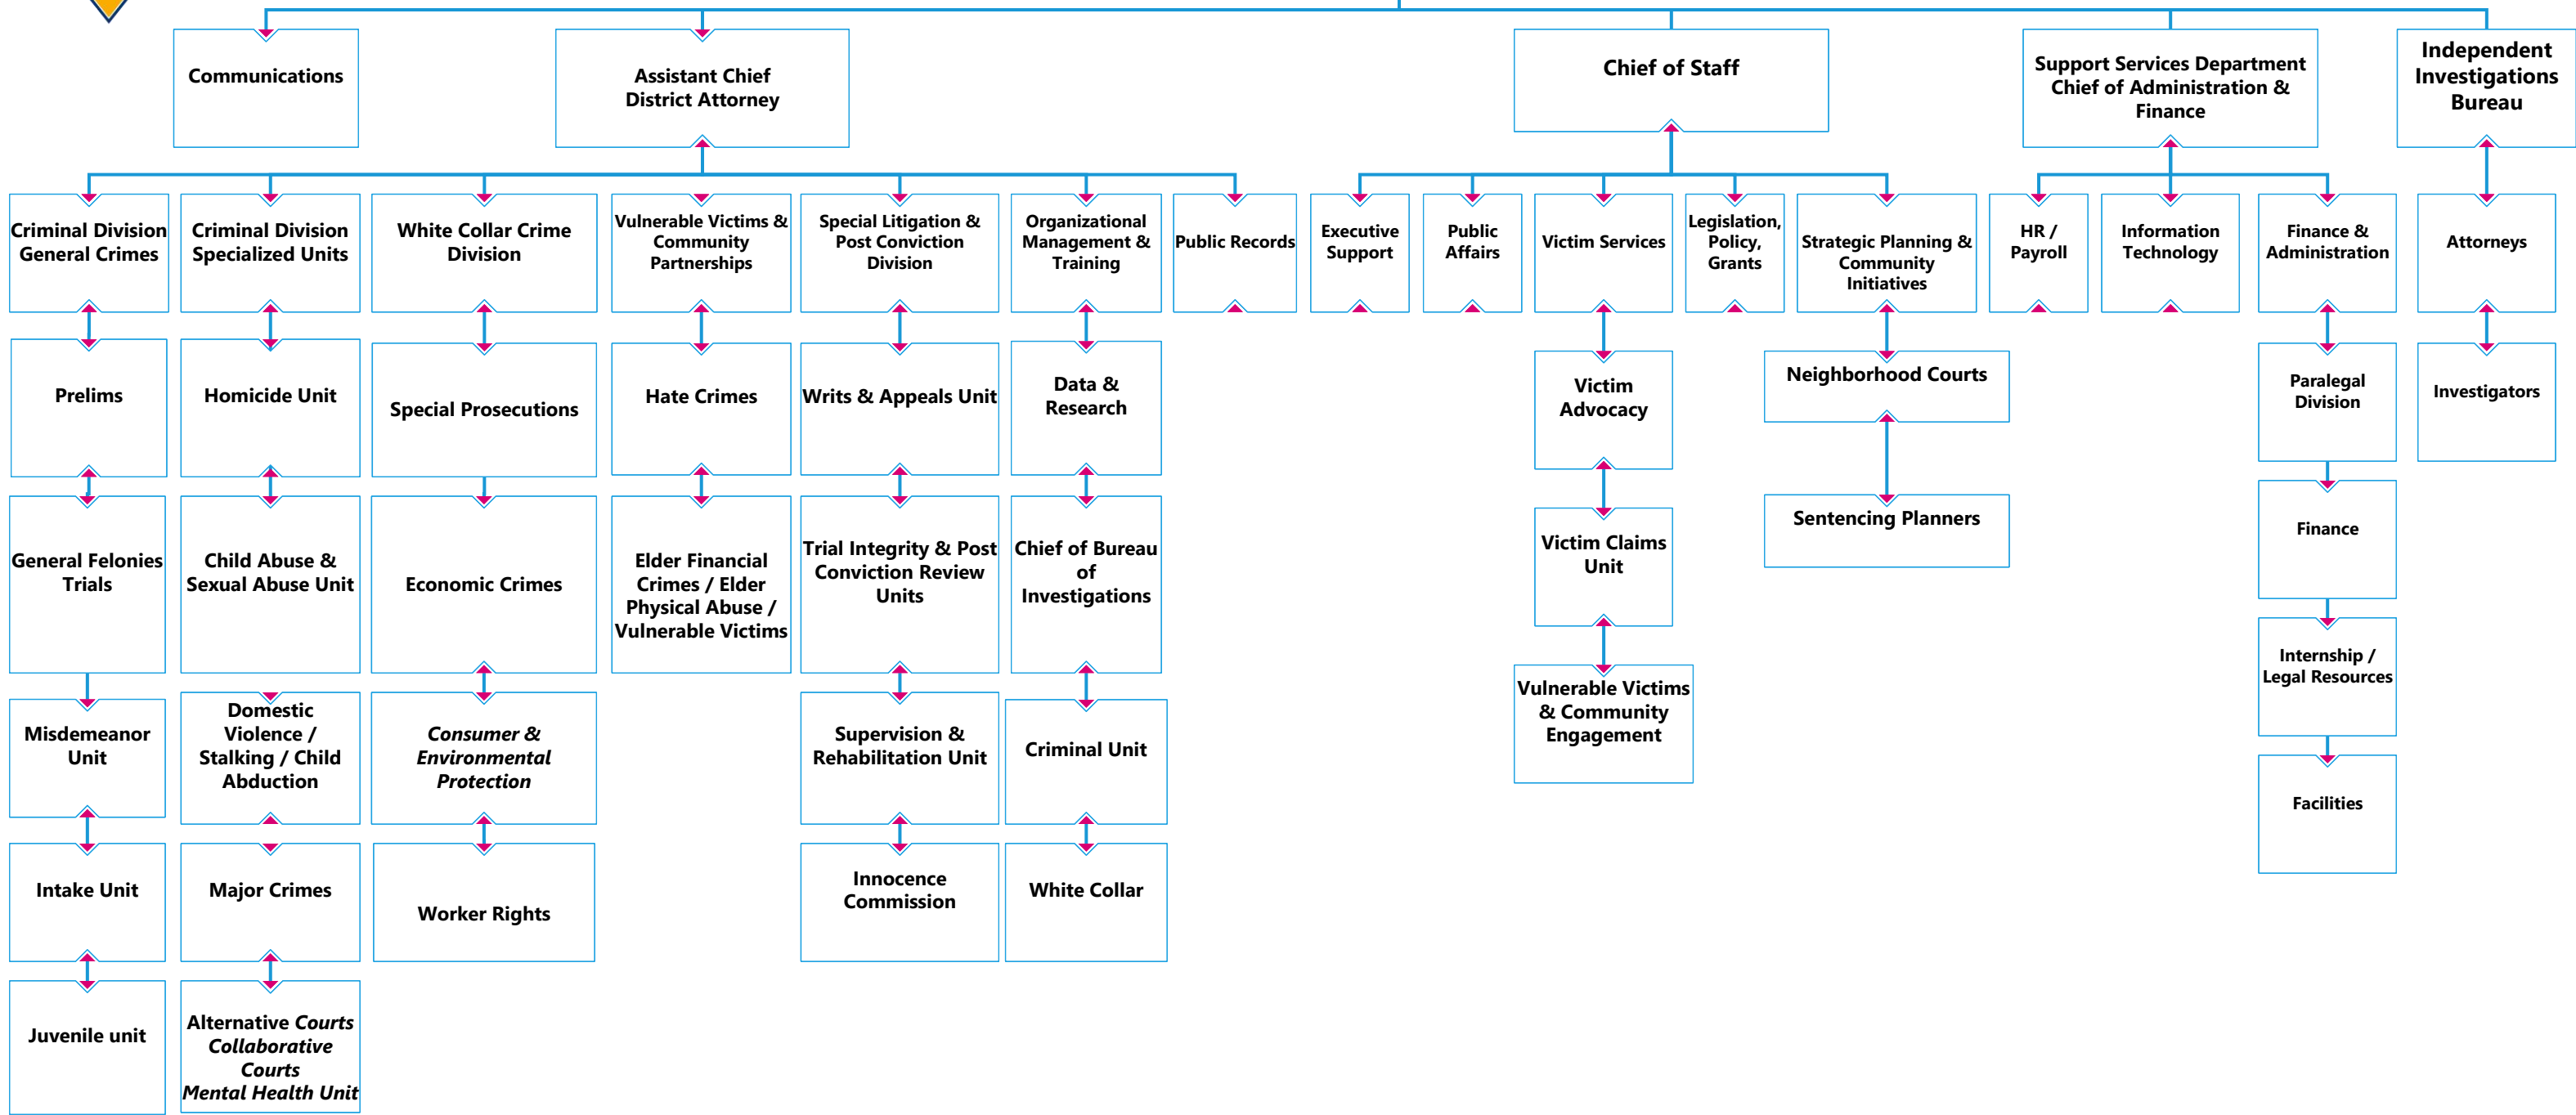 Communications
Assistant Chief
District Attorney
Chief of Staff
Support Services Department
Chief of Administration &
Finance
Independent
Investigations
Bureau
Criminal Division
General Crimes
Criminal Division
Specialized Units
White Collar Crime
Division
Vulnerable Victims &
Community
Partnerships
Special Litigation &
Post Conviction
Division
Organizational
Management &
Training
Public Records
Executive
Support
Public
Affairs
Victim Services
Legislation,
Policy,
Grants
Strategic Planning &
Community
Initiatives
HR /
Payroll
Information
Technology
Finance &
Administration
Attorneys
Prelims
Homicide Unit
Special Prosecutions
Hate Crimes
Writs & Appeals Unit
Data &
Research
Victim
Advocacy
Neighborhood Courts
Paralegal
Division
Investigators
General Felonies
Trials
Child Abuse &
Sexual Abuse Unit
Economic Crimes
Elder Financial
Crimes / Elder
Physical Abuse /
Vulnerable Victims
Trial Integrity & Post
Conviction Review
Units
Chief of Bureau
of
Investigations
Victim Claims
Unit
Sentencing Planners
Finance
Misdemeanor
Unit
Domestic
Violence /
Stalking / Child
Abduction
Consumer &
Environmental
Protection
Supervision &
Rehabilitation Unit
Criminal Unit
Vulnerable Victims
& Community
Engagement
Internship /
Legal Resources
Intake Unit
Major Crimes
Worker Rights
Innocence
Commission
White Collar
Facilities
Juvenile unit
Alternative Courts
Collaborative
Courts
Mental Health Unit